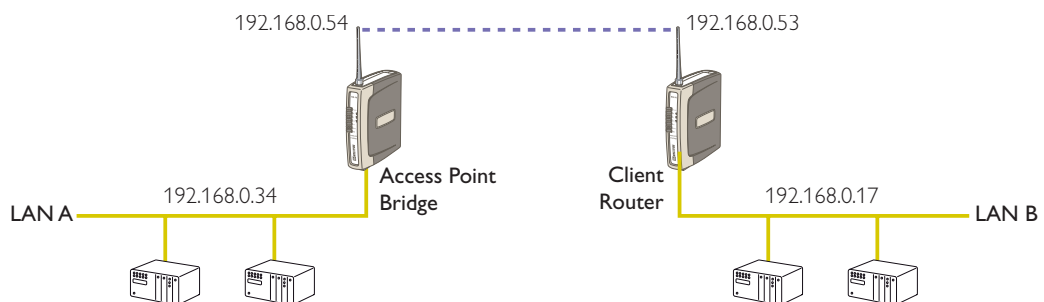 192.168.0.54
192.168.0.53
Access Point
Bridge
Client
Router
192.168.0.34
192.168.0.17
LAN A
LAN B